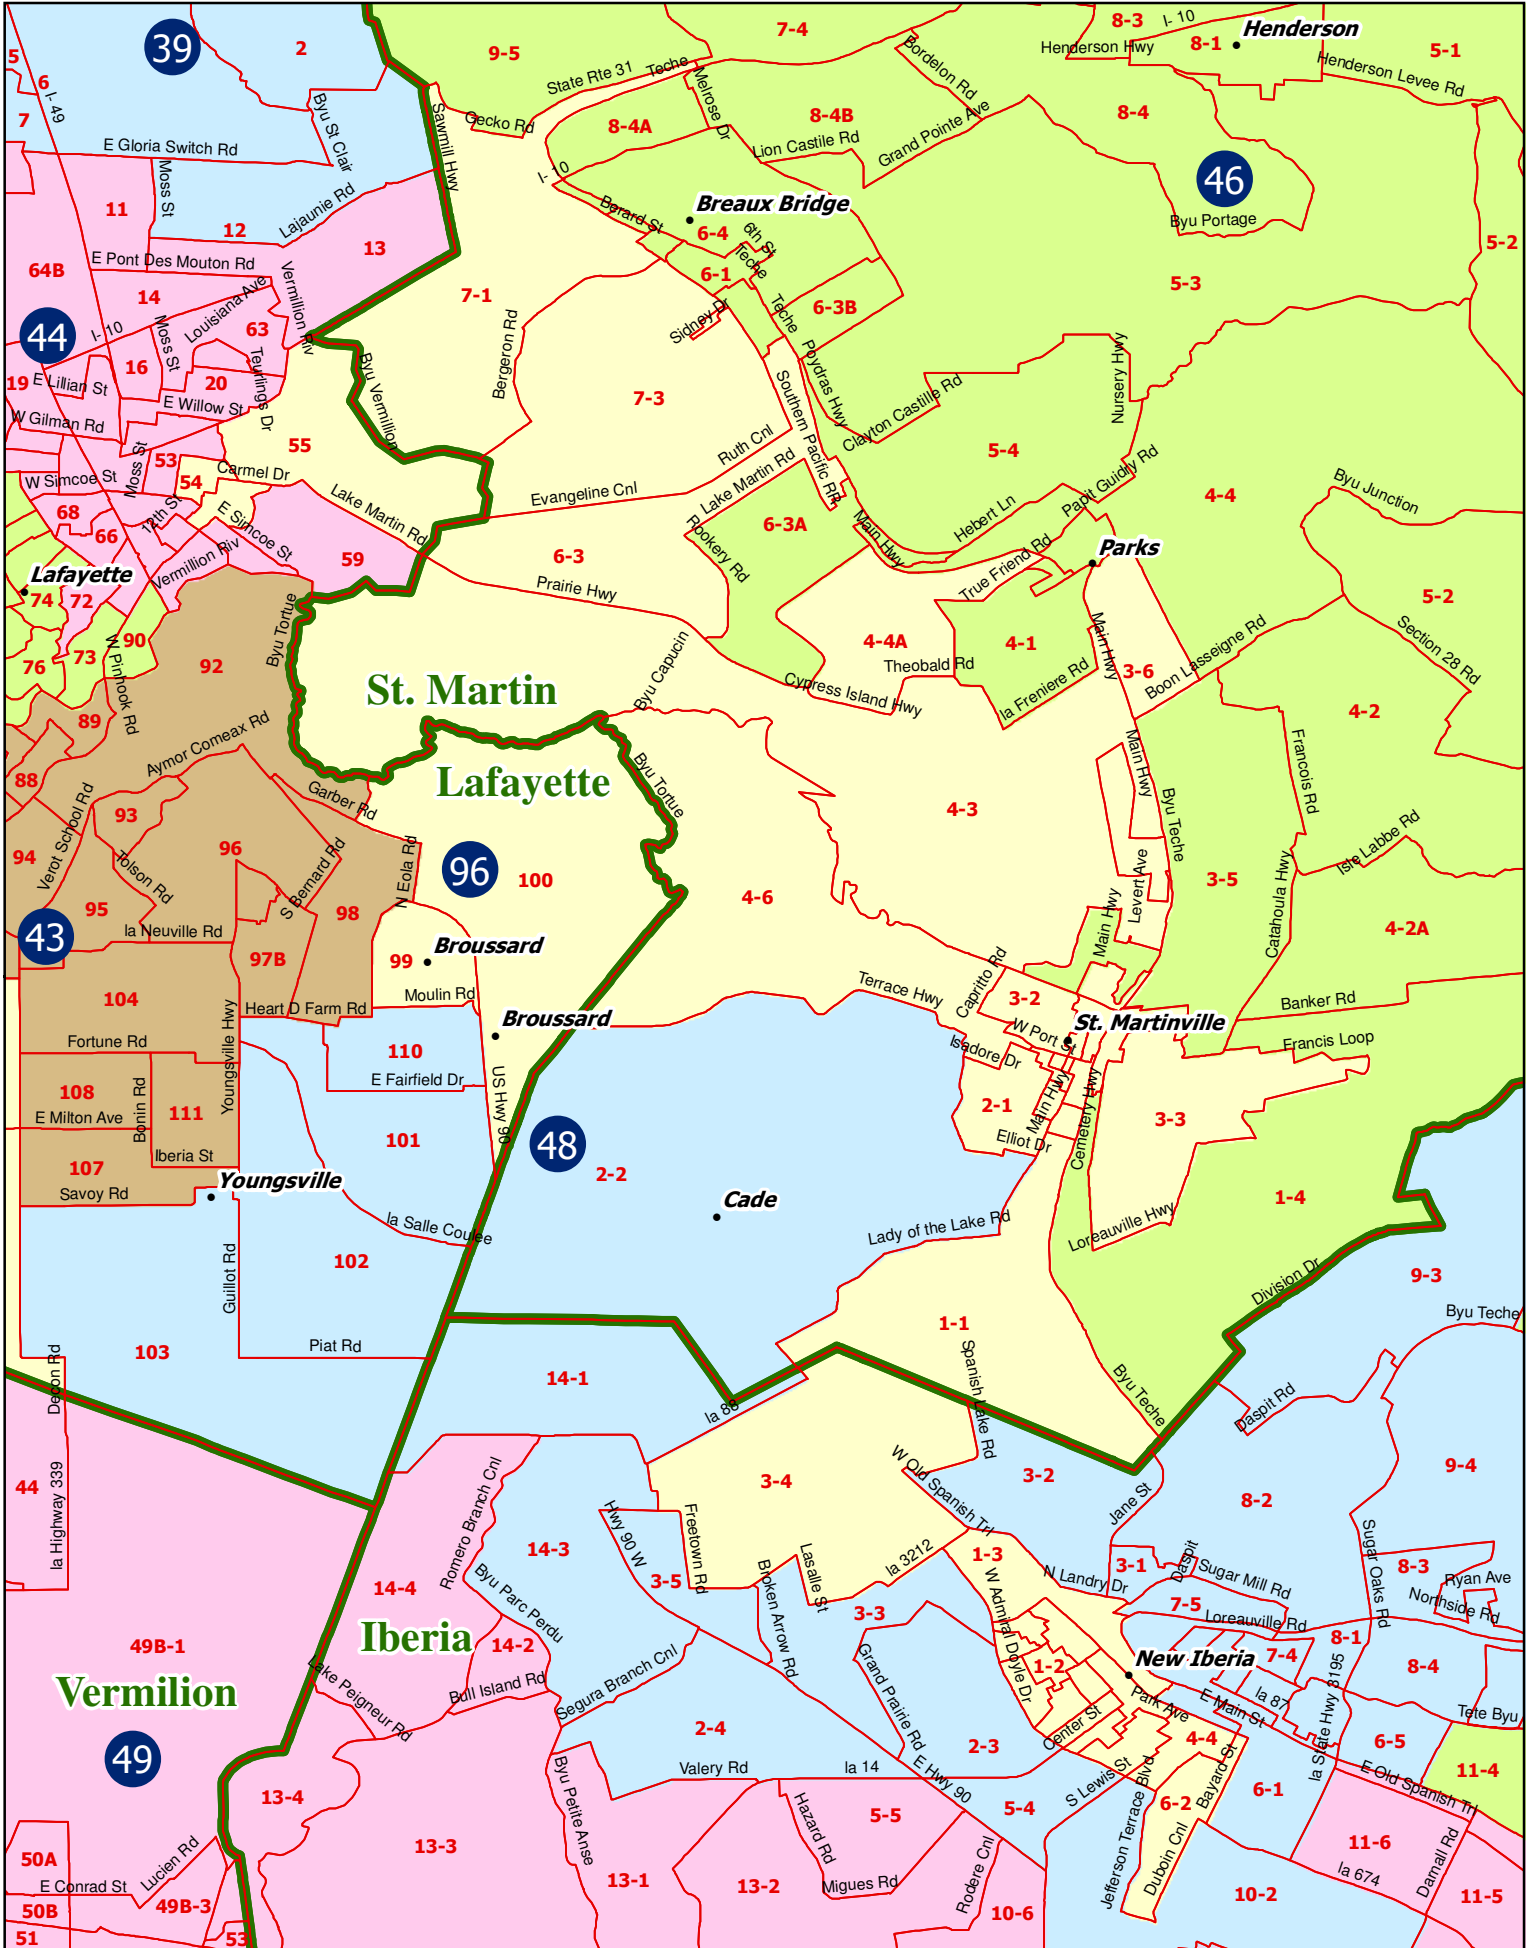 39
2
9-5
7-4
8-3
I- 10
Henderson
Henderson Hwy
8-1
5-1
5
6
I- 49
7
State Rte 31
Teche
Bordelon Rd
Henderson Levee Rd
Byu St Clair
Sawmill Hwy
Gecko Rd
8-4A
Melrose Dr
8-4B
Lion Castile Rd
Grand Pointe Ave
8-4
E Gloria Switch Rd
Moss St
I- 10
46
Lajaunie Rd
11
12
13
Berard St
Breaux Bridge
6-4
6th St
Byu Portage
5-2
64B
E Pont Des Mouton Rd
Teche
6-1
5-3
14
Louisiana Ave
Vermillion Riv
7-1
6-3B
44
I- 10
Moss St
63
Sidney Dr
Teche
Bergeron Rd
Nursery Hwy
16
Teurlings Dr
Byu Vermillion
Poydras Hwy
19
E Lillian St
20
E Willow St
7-3
Southern Pacific RR
Clayton Castille Rd
W Gilman Rd
55
5-4
Ruth Cnl
53
54
Carmel Dr
Moss St
W Simcoe St
Lake Martin Rd
Evangeline Cnl
Lake Martin Rd
Papit Guidry Rd
4-4
Byu Junction
68
12th St
E Simcoe St
66
6-3A
Main Hwy
Hebert Ln
Rookery Rd
Vermillion Riv
59
6-3
Parks
Lafayette
74
72
Prairie Hwy
True Friend Rd
5-2
Byu Tortue
90
W Pinhook Rd
73
76
92
4-4A
4-1
Main Hwy
Boon Lasseigne Rd
Section 28 Rd
Theobald Rd
3-6
St. Martin
Byu Capucin
Cypress Island Hwy
la Freniere Rd
89
4-2
Aymor Comeax Rd
Main Hwy
Francois Rd
88
Lafayette
Byu Tortue
Garber Rd
93
4-3
Byu Teche
Verot School Rd
94
96
Isle Labbe Rd
Tolson Rd
S Bernard Rd
N Eola Rd
96
100
4-6
Levert Ave
3-5
Catahoula Hwy
95
98
Main Hwy
43
la Neuville Rd
4-2A
97B
99
Broussard
Capritto Rd
104
Moulin Rd
Terrace Hwy
3-2
Banker Rd
Heart D Farm Rd
Broussard
W Port St
St. Martinville
Fortune Rd
110
Isadore Dr
Francis Loop
Youngsville Hwy
E Fairfield Dr
108
Bonin Rd
US Hwy 90
Main Hwy
Cemetery Hwy
E Milton Ave
111
101
48
2-1
3-3
Iberia St
Elliot Dr
107
Youngsville
2-2
Savoy Rd
Cade
1-4
la Salle Coulee
Lady of the Lake Rd
Loreauville Hwy
Guillot Rd
102
9-3
Division Dr
Byu Teche
1-1
103
Piat Rd
Spanish Lake Rd
Decon Rd
14-1
Byu Teche
Daspit Rd
la 88
44
la Highway 339
3-4
W Old Spanish Trl
3-2
9-4
8-2
Romero Branch Cnl
Jane St
Hwy 90 W
Freetown Rd
14-3
la 3212
1-3
Sugar Oaks Rd
Daspit
3-1
8-3
14-4
3-5
Lasalle St
N Landry Dr
Sugar Mill Rd
Ryan Ave
Byu Parc Perdu
Broken Arrow Rd
W Admiral Doyle Dr
7-5
Northside Rd
Iberia
3-3
Loreauville Rd
49B-1
14-2
8-1
7-4
New Iberia
8-4
Lake Peigneur Rd
Segura Branch Cnl
Grand Prairie Rd
1-2
Vermilion
Bull Island Rd
Park Ave
E Main St
la 87
la State Hwy 3195
Tete Byu
2-4
Center St
4-4
6-5
49
2-3
Valery Rd
la 14
E Hwy 90
S Lewis St
Bayard St
E Old Spanish Trl
11-4
13-4
Byu Petite Anse
Jefferson Terrace Blvd
6-1
5-5
5-4
6-2
Hazard Rd
13-3
11-6
50A
Lucien Rd
Duboin Cnl
Darnall Rd
la 674
E Conrad St
13-1
13-2
Migues Rd
Rodere Cnl
10-2
11-5
49B-3
50B
10-6
51
53